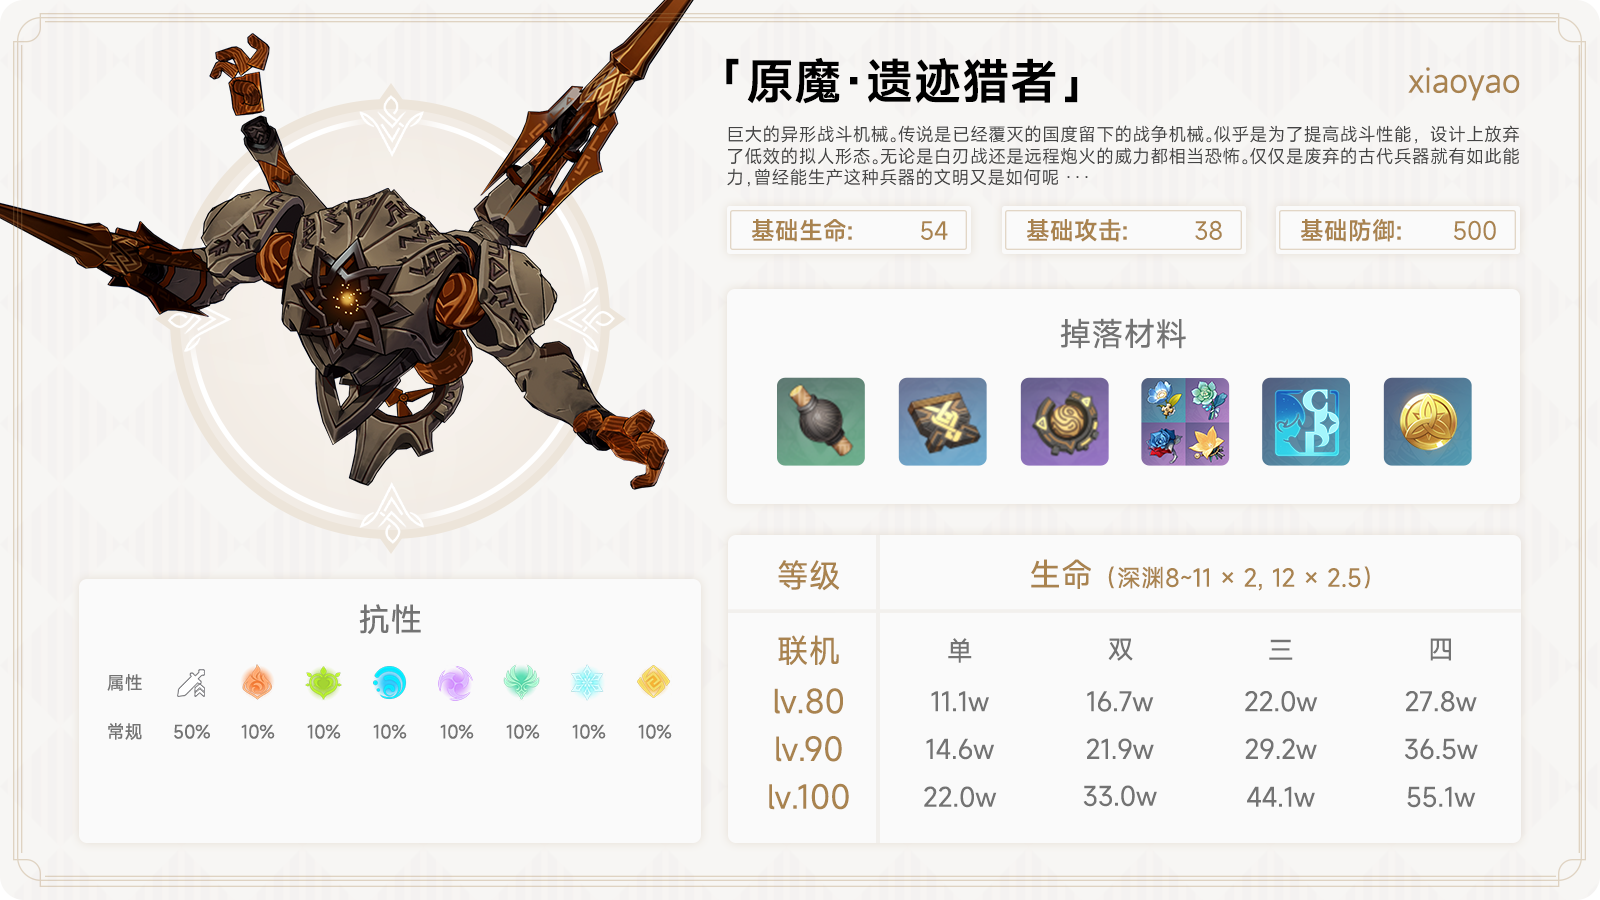 「原魔·遗迹猎者」
xiaoyao
巨大的异形战斗机械。传说是已经覆灭的国度留下的战争机械。似乎是为了提高战斗性能，设计上放弃
了低效的拟人形态。无论是白刃战还是远程炮火的威力都相当恐怖。仅仅是废弃的古代兵器就有如此能
力,曾经能生产这种兵器的文明又是如何呢 ···
基础生命: 54
基础攻击: 38
基础防御: 500
掉落材料
抗性
属性
常规 50% 10% 10% 10% 10% 10% 10% 10%
等级 生命（深渊8~11 × 2, 12 × 2.5）
联机 单 双 三 四
lv.80 11.1w 16.7w 22.0w 27.8w
lv.90 14.6w 21.9w 29.2w 36.5w
lv.100 22.0w 33.0w 44.1w 55.1w